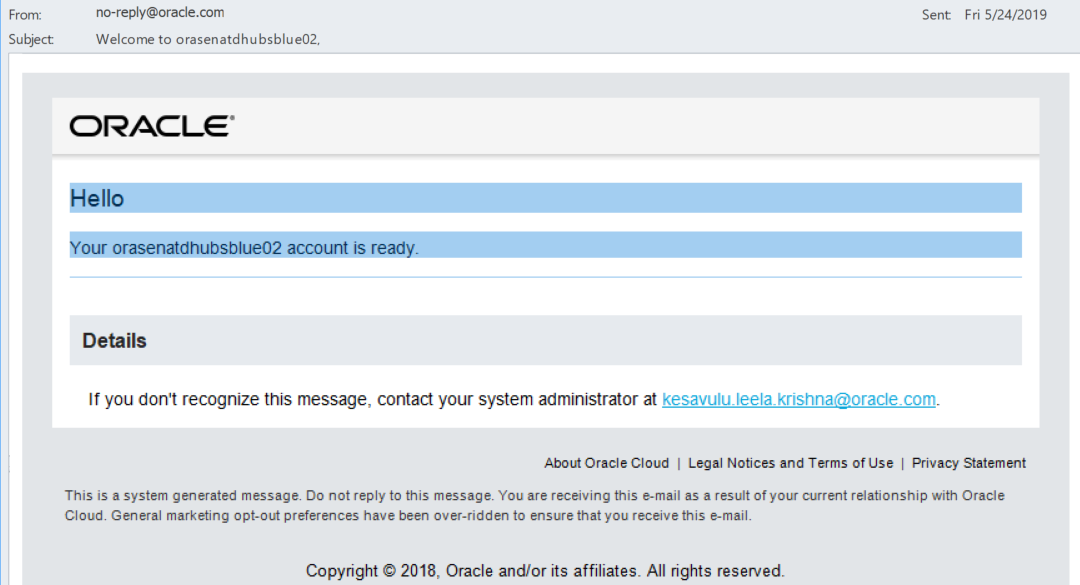 From: no-reply@oracle.com Sent: Fri 5/24/2019
Subject: Welcome to orasenatdhubsblue02,
ORACLE®
Hello
Your orasenatdhubsblue02 account is ready.
Details
If you don't recognize this message, contact your system administrator at kesavulu.leela.krishna@oracle.com.
About Oracle Cloud | Legal Notices and Terms of Use | Privacy Statement
This is a system generated message. Do not reply to this message. You are receiving this e-mail as a result of your current relationship with Oracle
Cloud. General marketing opt-out preferences have been over-ridden to ensure that you receive this e-mail.
Copyright © 2018, Oracle and/or its affiliates. All rights reserved.